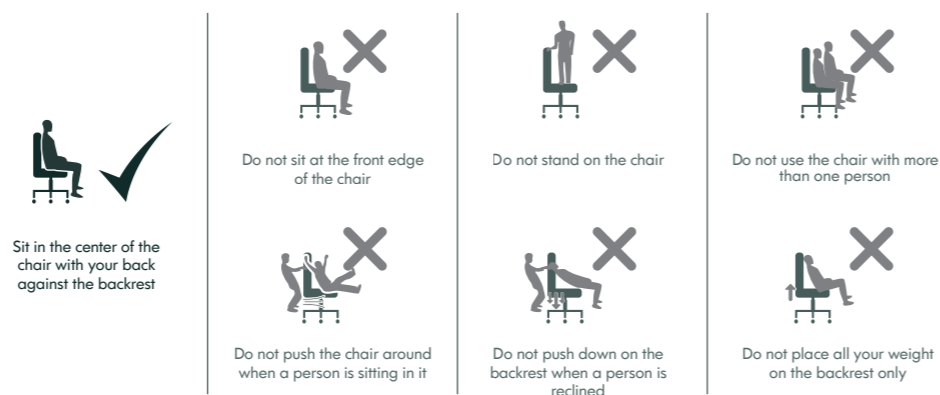 Sit in the center of the
chair with your back
against the backrest
Do not sit at the front edge
of the chair
Do not stand on the chair
Do not use the chair with more
than one person
Do not push the chair around
when a person is sitting in it
Do not push down on the
backrest when a person is
reclined
Do not place all your weight
on the backrest only